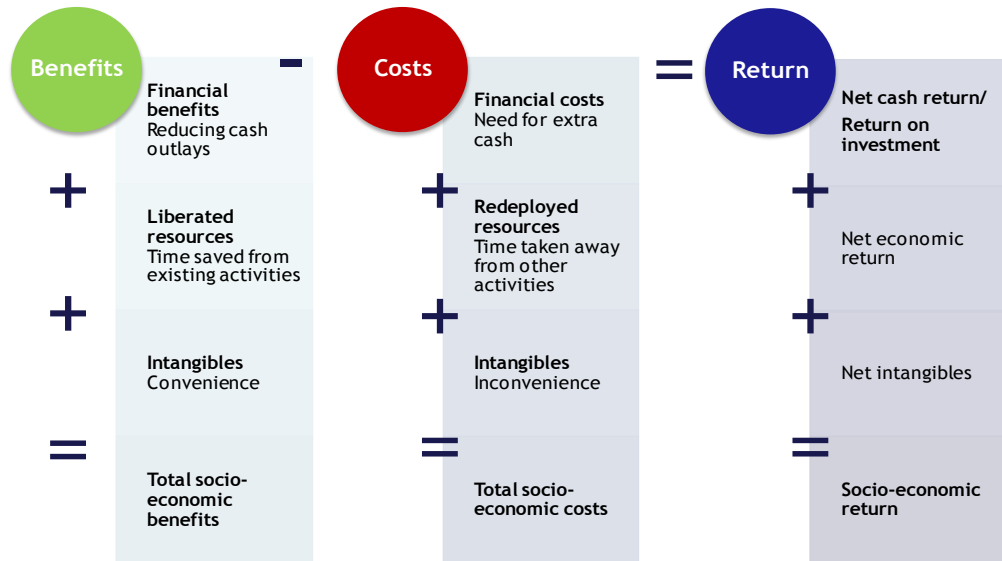 Benefits
-
Costs
=
Return
Financial
benefits
Reducing cash
outlays
+
Liberated
resources
Time saved from
existing activities
+
Intangibles
Convenience
=
Total socio-
economic
benefits
Financial costs
Need for extra
cash
+
Redeployed
resources
Time taken away
from other
activities
+
Intangibles
Inconvenience
=
Total socio-
economic costs
Net cash return/
Return on
investment
+
Net economic
return
+
Net intangibles
=
Socio-economic
return